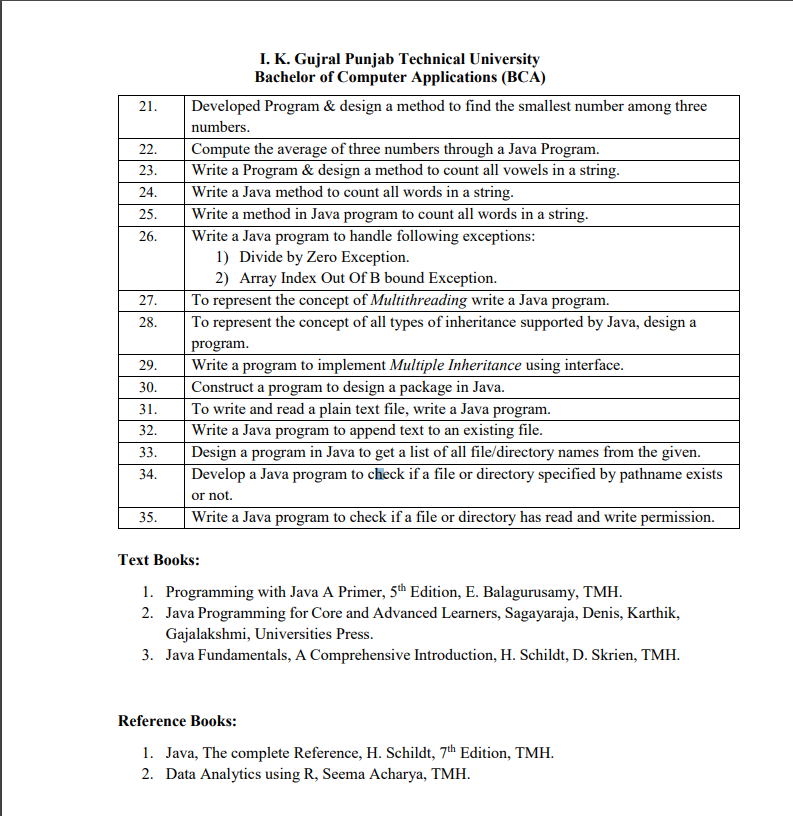 I. K. Gujral Punjab Technical University
Bachelor of Computer Applications (BCA)
21. Developed Program & design a method to find the smallest number among three
numbers.
22. Compute the average of three numbers through a Java Program.
23. Write a Program & design a method to count all vowels in a string.
24. Write a Java method to count all words in a string.
25. Write a method in Java program to count all words in a string.
26. Write a Java program to handle following exceptions:
1) Divide by Zero Exception.
2) Array Index Out Of B bound Exception.
27. To represent the concept of Multithreading write a Java program.
28. To represent the concept of all types of inheritance supported by Java, design a
program.
29. Write a program to implement Multiple Inheritance using interface.
30. Construct a program to design a package in Java.
31. To write and read a plain text file, write a Java program.
32. Write a Java program to append text to an existing file.
33. Design a program in Java to get a list of all file/directory names from the given.
34. Develop a Java program to check if a file or directory specified by pathname exists
or not.
35. Write a Java program to check if a file or directory has read and write permission.
Text Books:
1. Programming with Java A Primer, 5th Edition, E. Balagurusamy, TMH.
2. Java Programming for Core and Advanced Learners, Sagayaraja, Denis, Karthik,
Gajalakshmi, Universities Press.
3. Java Fundamentals, A Comprehensive Introduction, H. Schildt, D. Skrien, TMH.
Reference Books:
1. Java, The complete Reference, H. Schildt, 7th Edition, TMH.
2. Data Analytics using R, Seema Acharya, TMH.